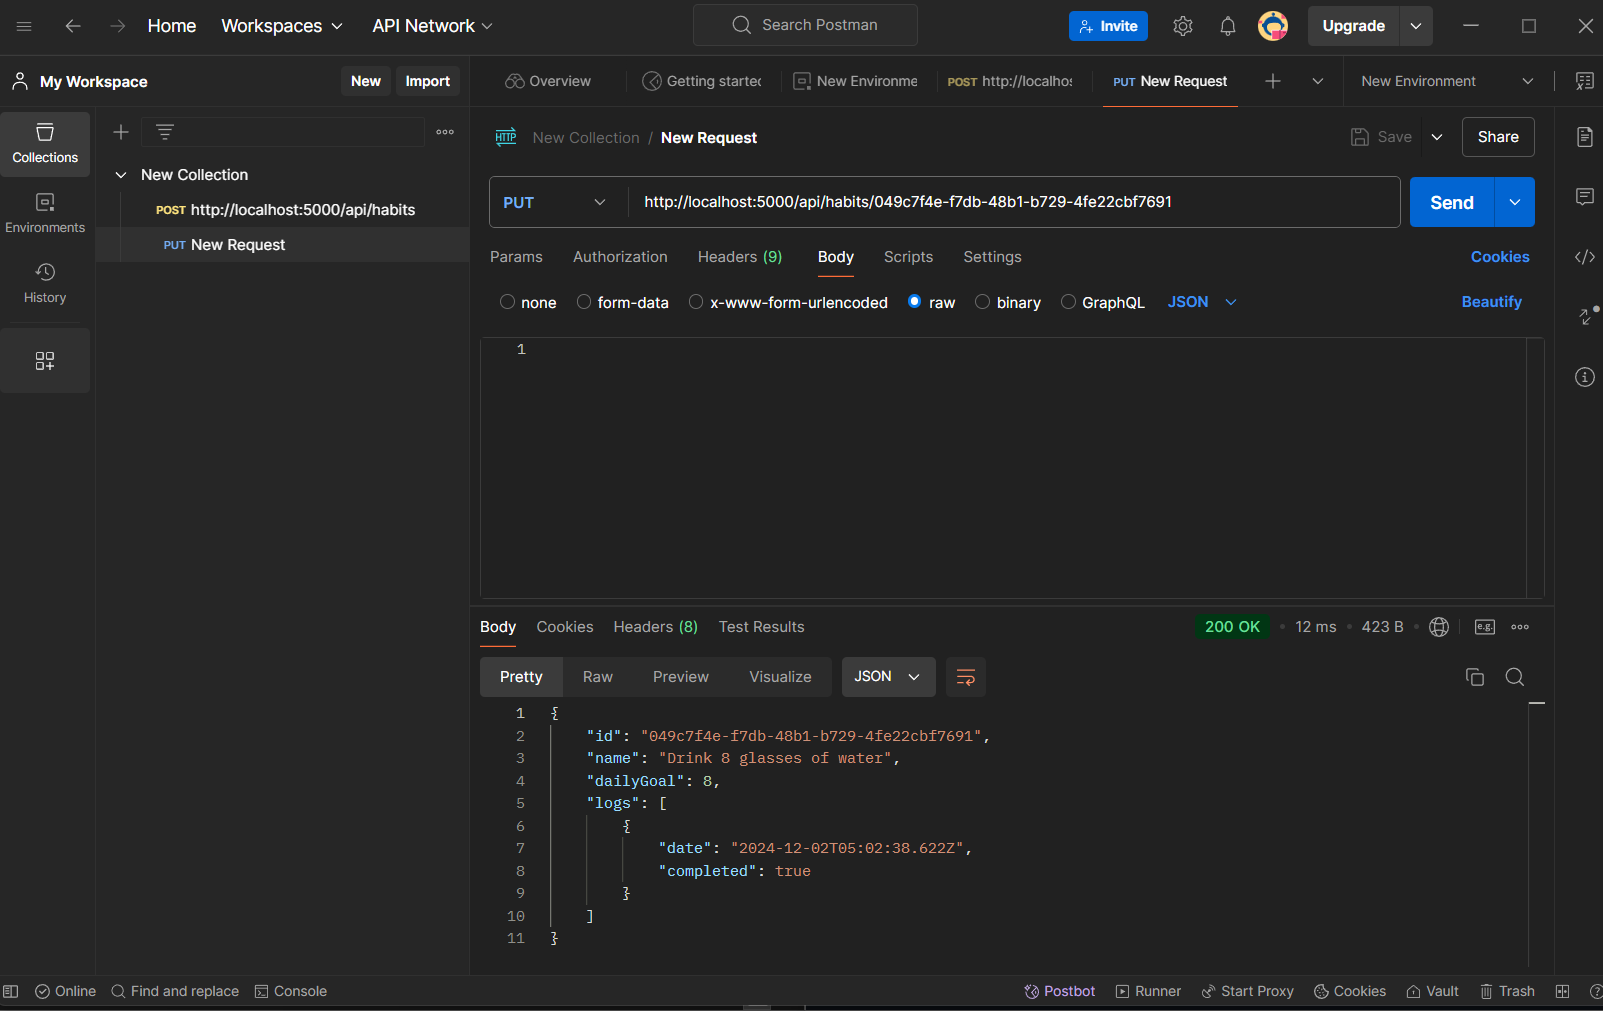 Home Workspaces API Network Search Postman Invite Upgrade
My Workspace New Import Overview Getting started New Environme POST http://localhos PUT New Request New Environment
Collections
Environments
History
New Collection
POST http://localhost:5000/api/habits
PUT New Request
HTTP New Collection / New Request Save Share
PUT http://localhost:5000/api/habits/049c7f4e-f7db-48b1-b729-4fe22cbf7691 Send
Params Authorization Headers (9) Body Scripts Settings Cookies
none form-data x-www-form-urlencoded raw binary GraphQL JSON Beautify
1
Body Cookies Headers (8) Test Results 200 OK • 12 ms • 423 B • e.g.
Pretty Raw Preview Visualize JSON
1 {
2 "id": "049c7f4e-f7db-48b1-b729-4fe22cbf7691",
3 "name": "Drink 8 glasses of water",
4 "dailyGoal": 8,
5 "logs": [
6 {
7 "date": "2024-12-02T05:02:38.622Z",
8 "completed": true
9 }
10 ]
11 }
Online Find and replace Console Postbot Runner Start Proxy Cookies Vault Trash